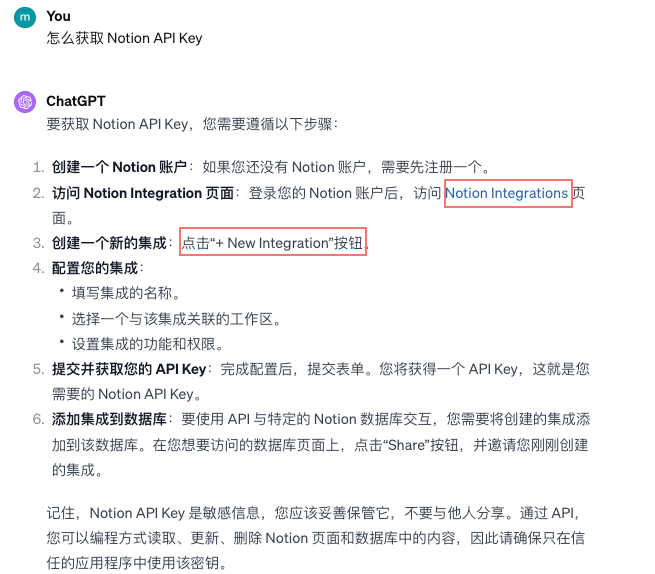 m
You
怎么获取 Notion API Key
ChatGPT
要获取 Notion API Key，您需要遵循以下步骤：
1. 创建一个 Notion 账户：如果您还没有 Notion 账户，需要先注册一个。
2. 访问 Notion Integration 页面：登录您的 Notion 账户后，访问 Notion Integrations 页
面。
3. 创建一个新的集成：点击“+ New Integration”按钮。
4. 配置您的集成：
• 填写集成的名称。
• 选择一个与该集成关联的工作区。
• 设置集成的功能和权限。
5. 提交并获取您的 API Key：完成配置后，提交表单。您将获得一个 API Key，这就是您
需要的 Notion API Key。
6. 添加集成到数据库：要使用 API 与特定的 Notion 数据库交互，您需要将创建的集成添
加到该数据库。在您想要访问的数据库页面上，点击“Share”按钮，并邀请您刚刚创建
的集成。
记住，Notion API Key 是敏感信息，您应该妥善保管它，不要与他人分享。通过 API，
您可以编程方式读取、更新、删除 Notion 页面和数据库中的内容，因此请确保只在信
任的应用程序中使用该密钥。